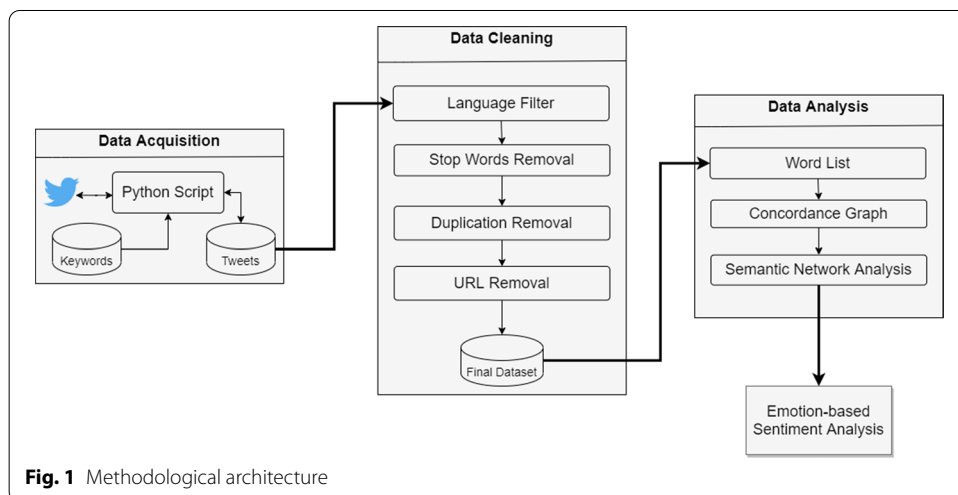 Data Acquisition
Python Script
Keywords
Tweets
Data Cleaning
Language Filter
Stop Words Removal
Duplication Removal
URL Removal
Final Dataset
Data Analysis
Word List
Concordance Graph
Semantic Network Analysis
Emotion-based
Sentiment Analysis
Fig. 1 Methodological architecture